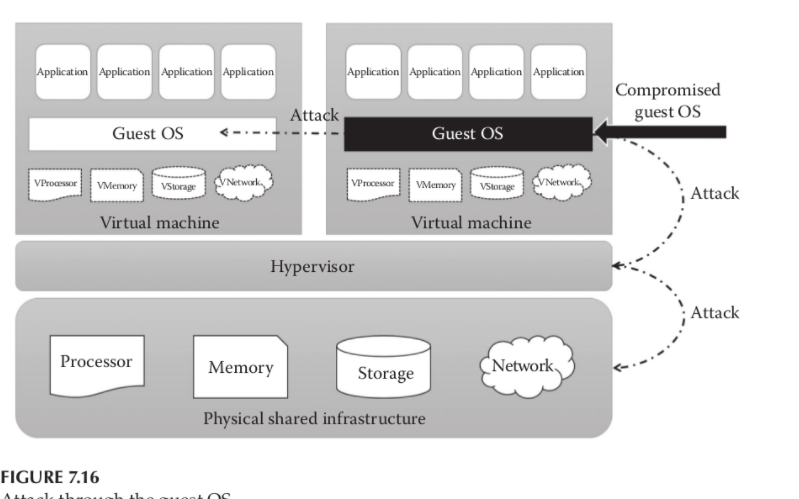 Application Application Application Application
Application Application Application Application
Compromised
guest OS
Guest OS
Attack
Guest OS
VProcessor VMemory VStorage VNetwork
VProcessor VMemory VStorage VNetwork
Virtual machine
Virtual machine
Attack
Hypervisor
Attack
Processor
Memory
Storage
Network
Physical shared infrastructure
FIGURE 7.16
Attack through the guest OS